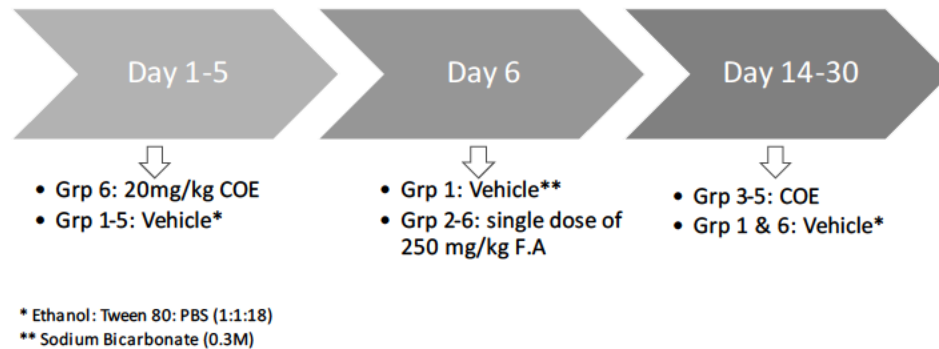 Day 1-5
Day 6
Day 14-30
• Grp 6: 20mg/kg COE
• Grp 1-5: Vehicle*
• Grp 1: Vehicle**
• Grp 2-6: single dose of
250 mg/kg F.A
• Grp 3-5: COE
• Grp 1 & 6: Vehicle*
* Ethanol: Tween 80: PBS (1:1:18)
** Sodium Bicarbonate (0.3M)